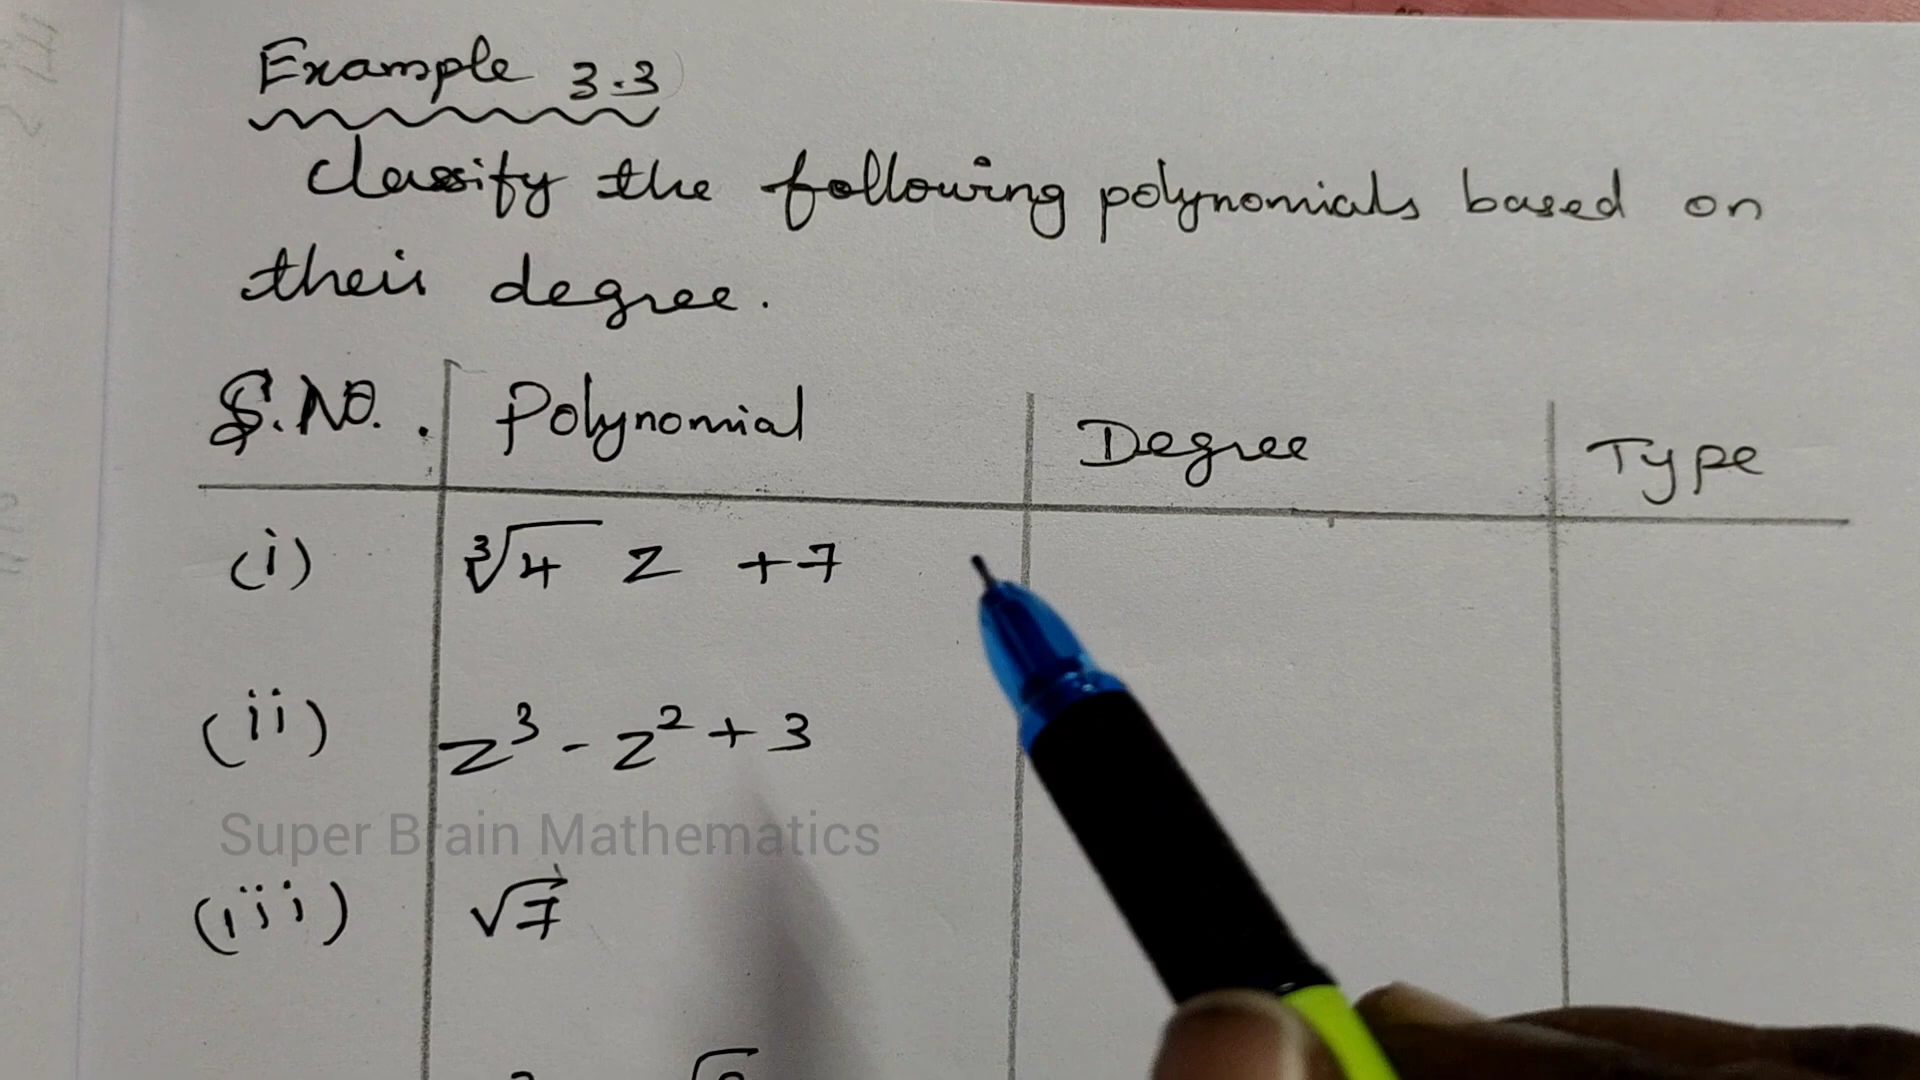 Example 3.3
Classify the following polynomials based on
their degree.
S.NO. Polynomial Degree Type
(i) ∛4 z +7
(ii) z³ - z² + 3
Super Brain Mathematics
(iii) √7